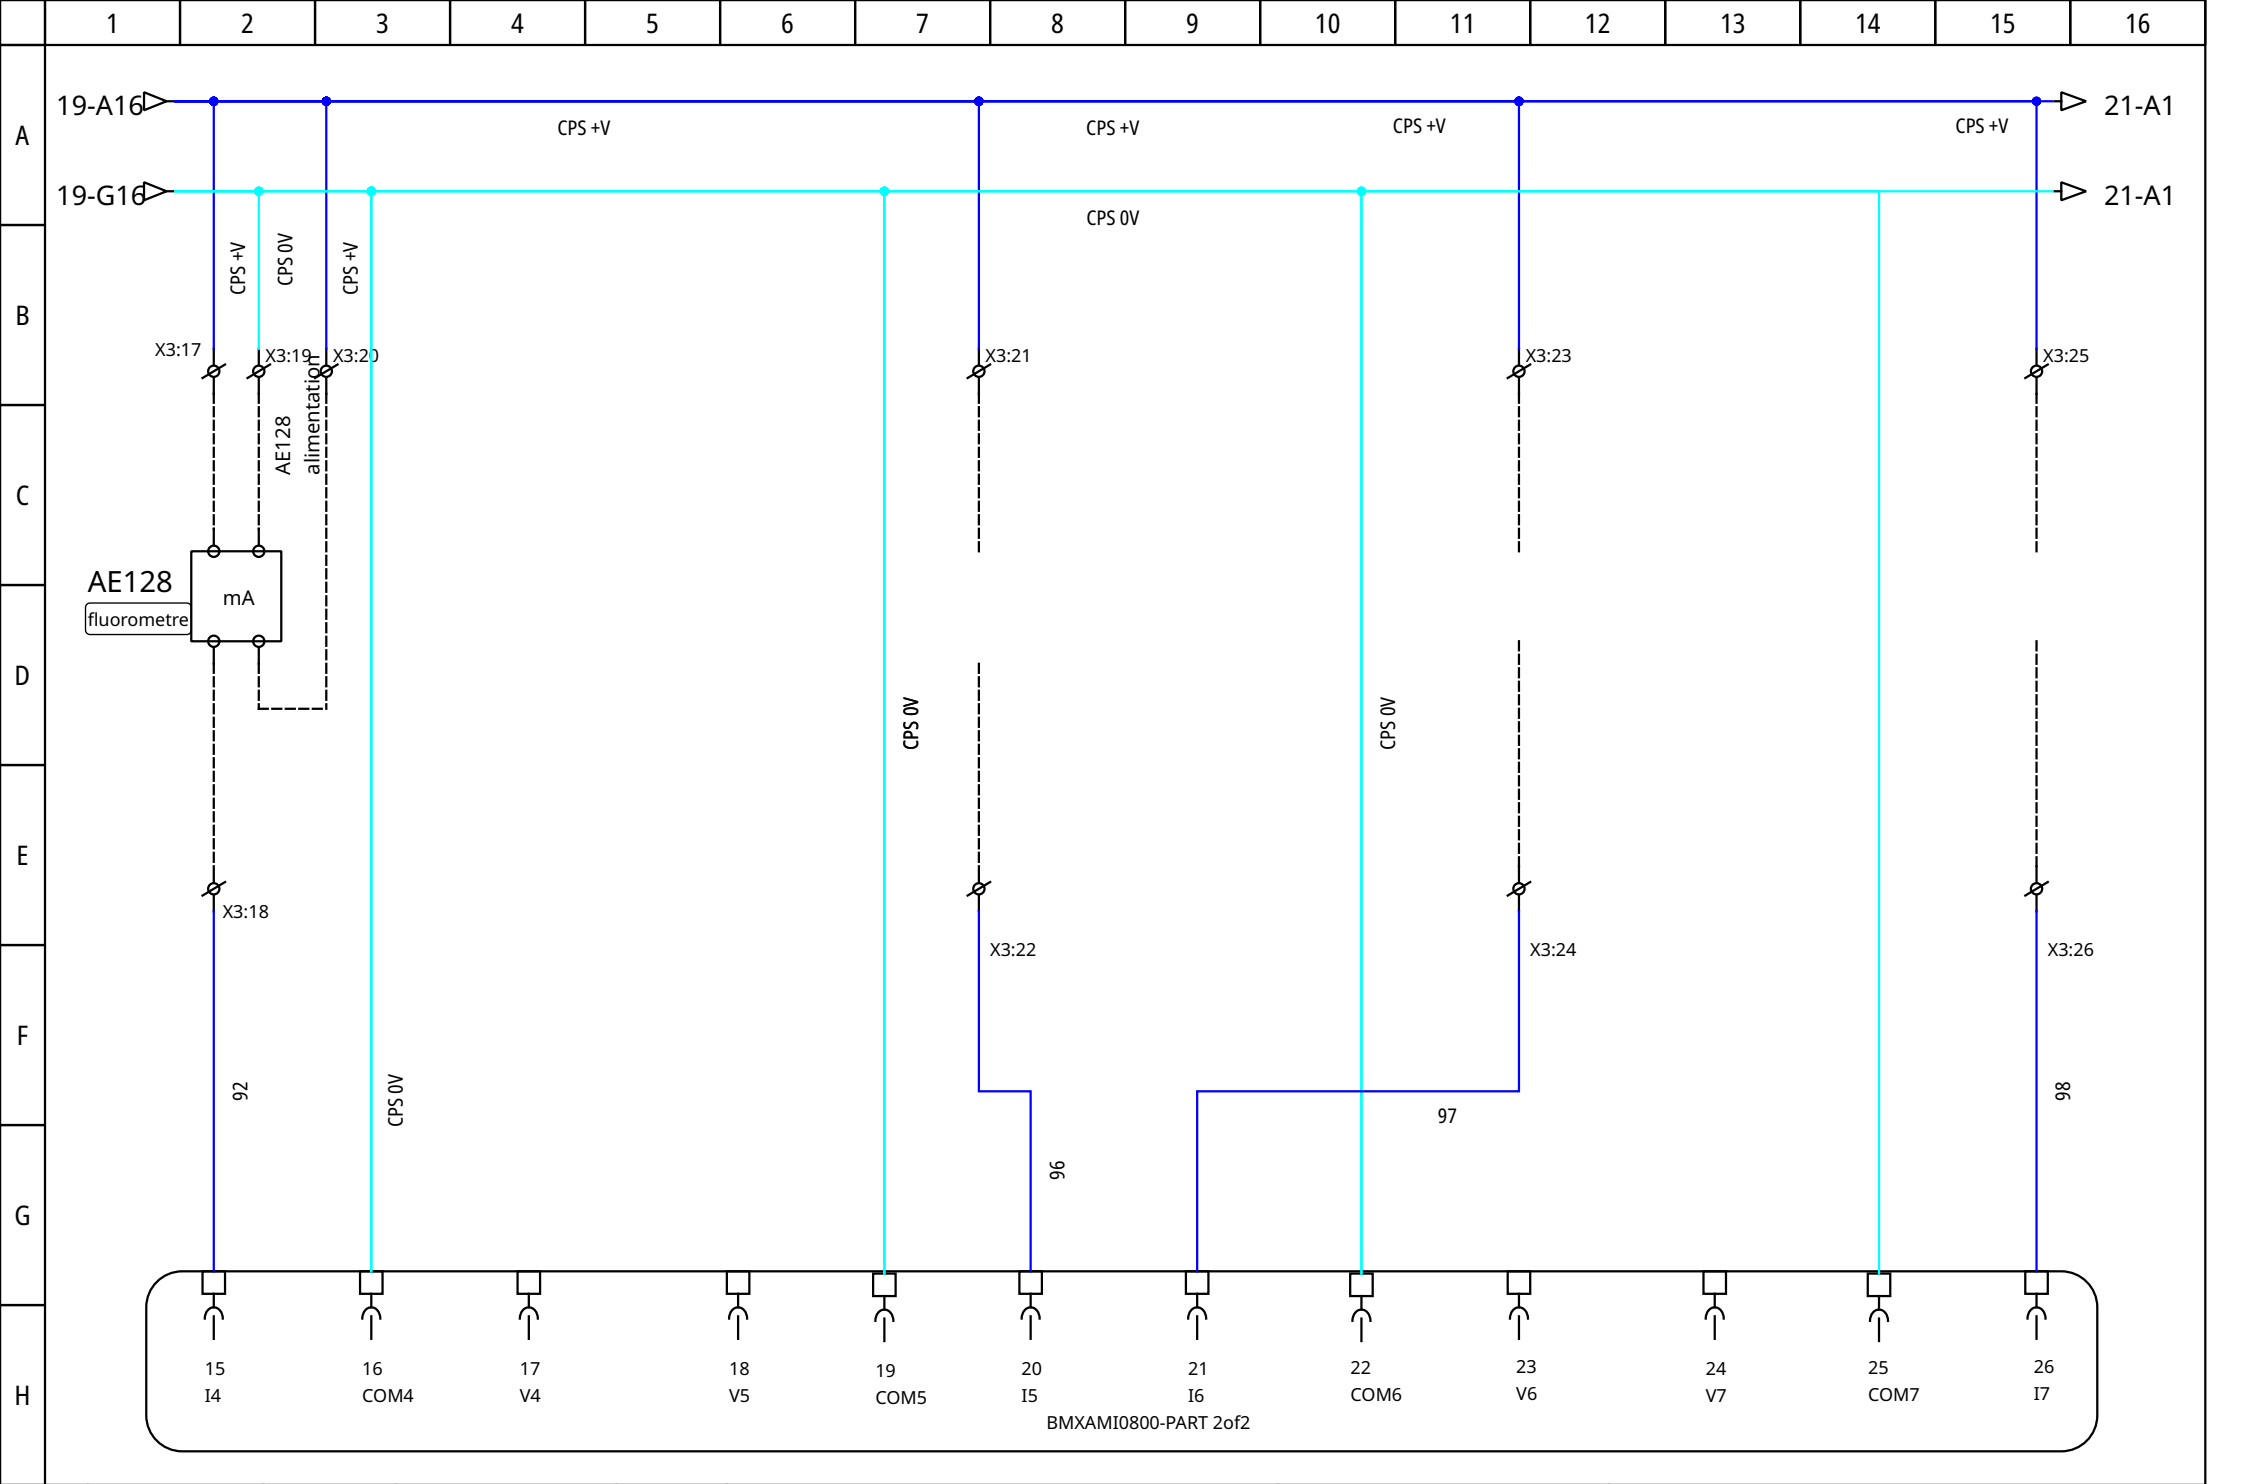 1 2 3 4 5 6 7 8 9 10 11 12 13 14 15 16
A
19-A16
21-A1
CPS +V CPS +V CPS +V CPS +V
19-G16
21-A1
CPS 0V
B
CPS +V
CPS 0V
CPS +V
X3:17
X3:19
X3:20
X3:21
X3:23
X3:25
C
AE128
alimentation
AE128
fluorometre
mA
D
CPS 0V
CPS 0V
E
X3:18
X3:22
X3:24
X3:26
F
92
CPS 0V
97
98
96
G
H
15 16 17 18 19 20 21 22 23 24 25 26
I4 COM4 V4 V5 COM5 I5 I6 COM6 V6 V7 COM7 I7
BMXAMI0800-PART 2of2